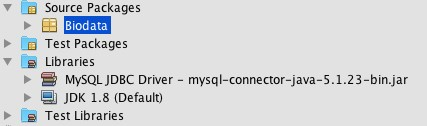 Source Packages
Biodata
Test Packages
Libraries
MySQL JDBC Driver - mysql-connector-java-5.1.23-bin.jar
JDK 1.8 (Default)
Test Libraries